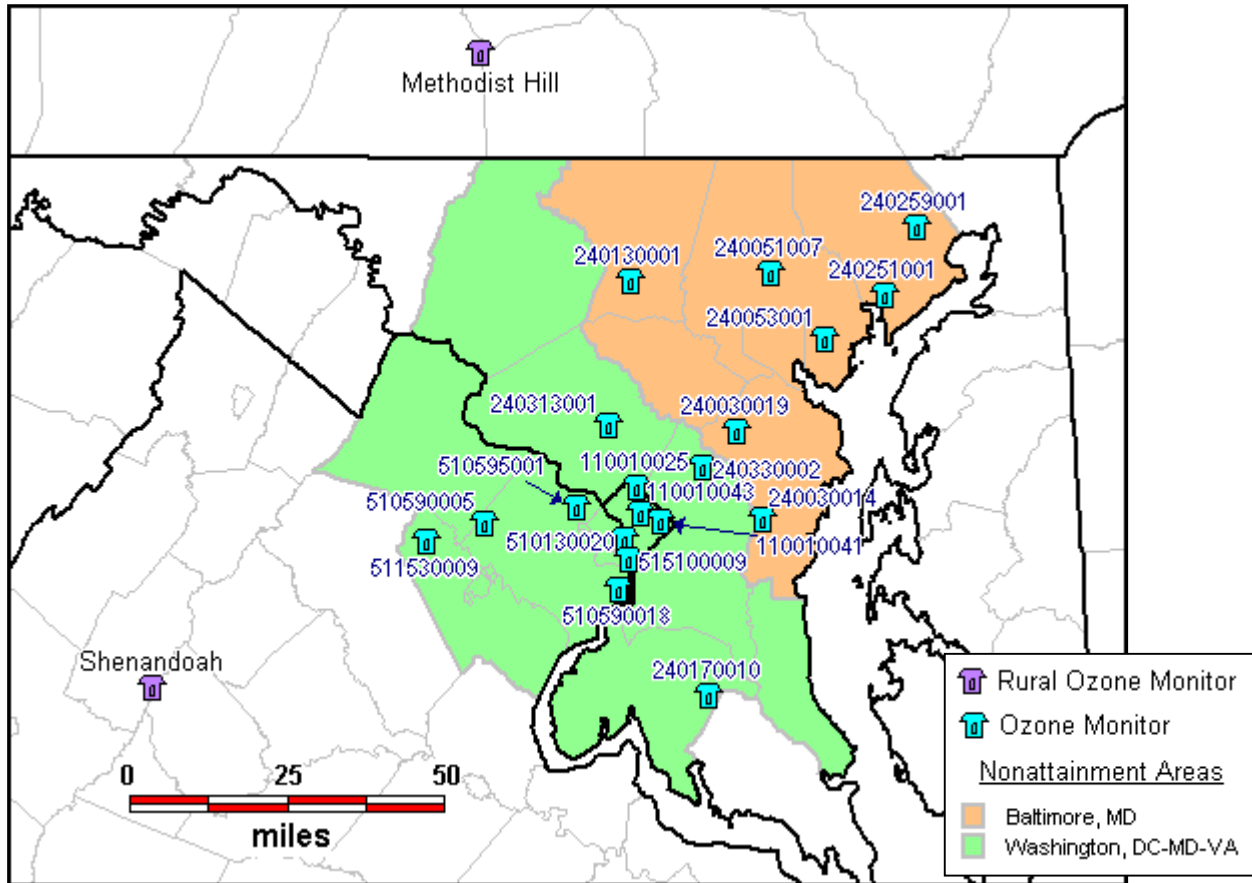 Methodist Hill
240259001
240051007
240130001
240251001
240053001
240313001
240030019
110010025
240330002
510595001
110010043
240030014
510590005
510130020
110010041
511530009
515100009
510590018
Shenandoah
240170010
0 25 50
miles
Rural Ozone Monitor
Ozone Monitor
Nonattainment Areas
Baltimore, MD
Washington, DC-MD-VA